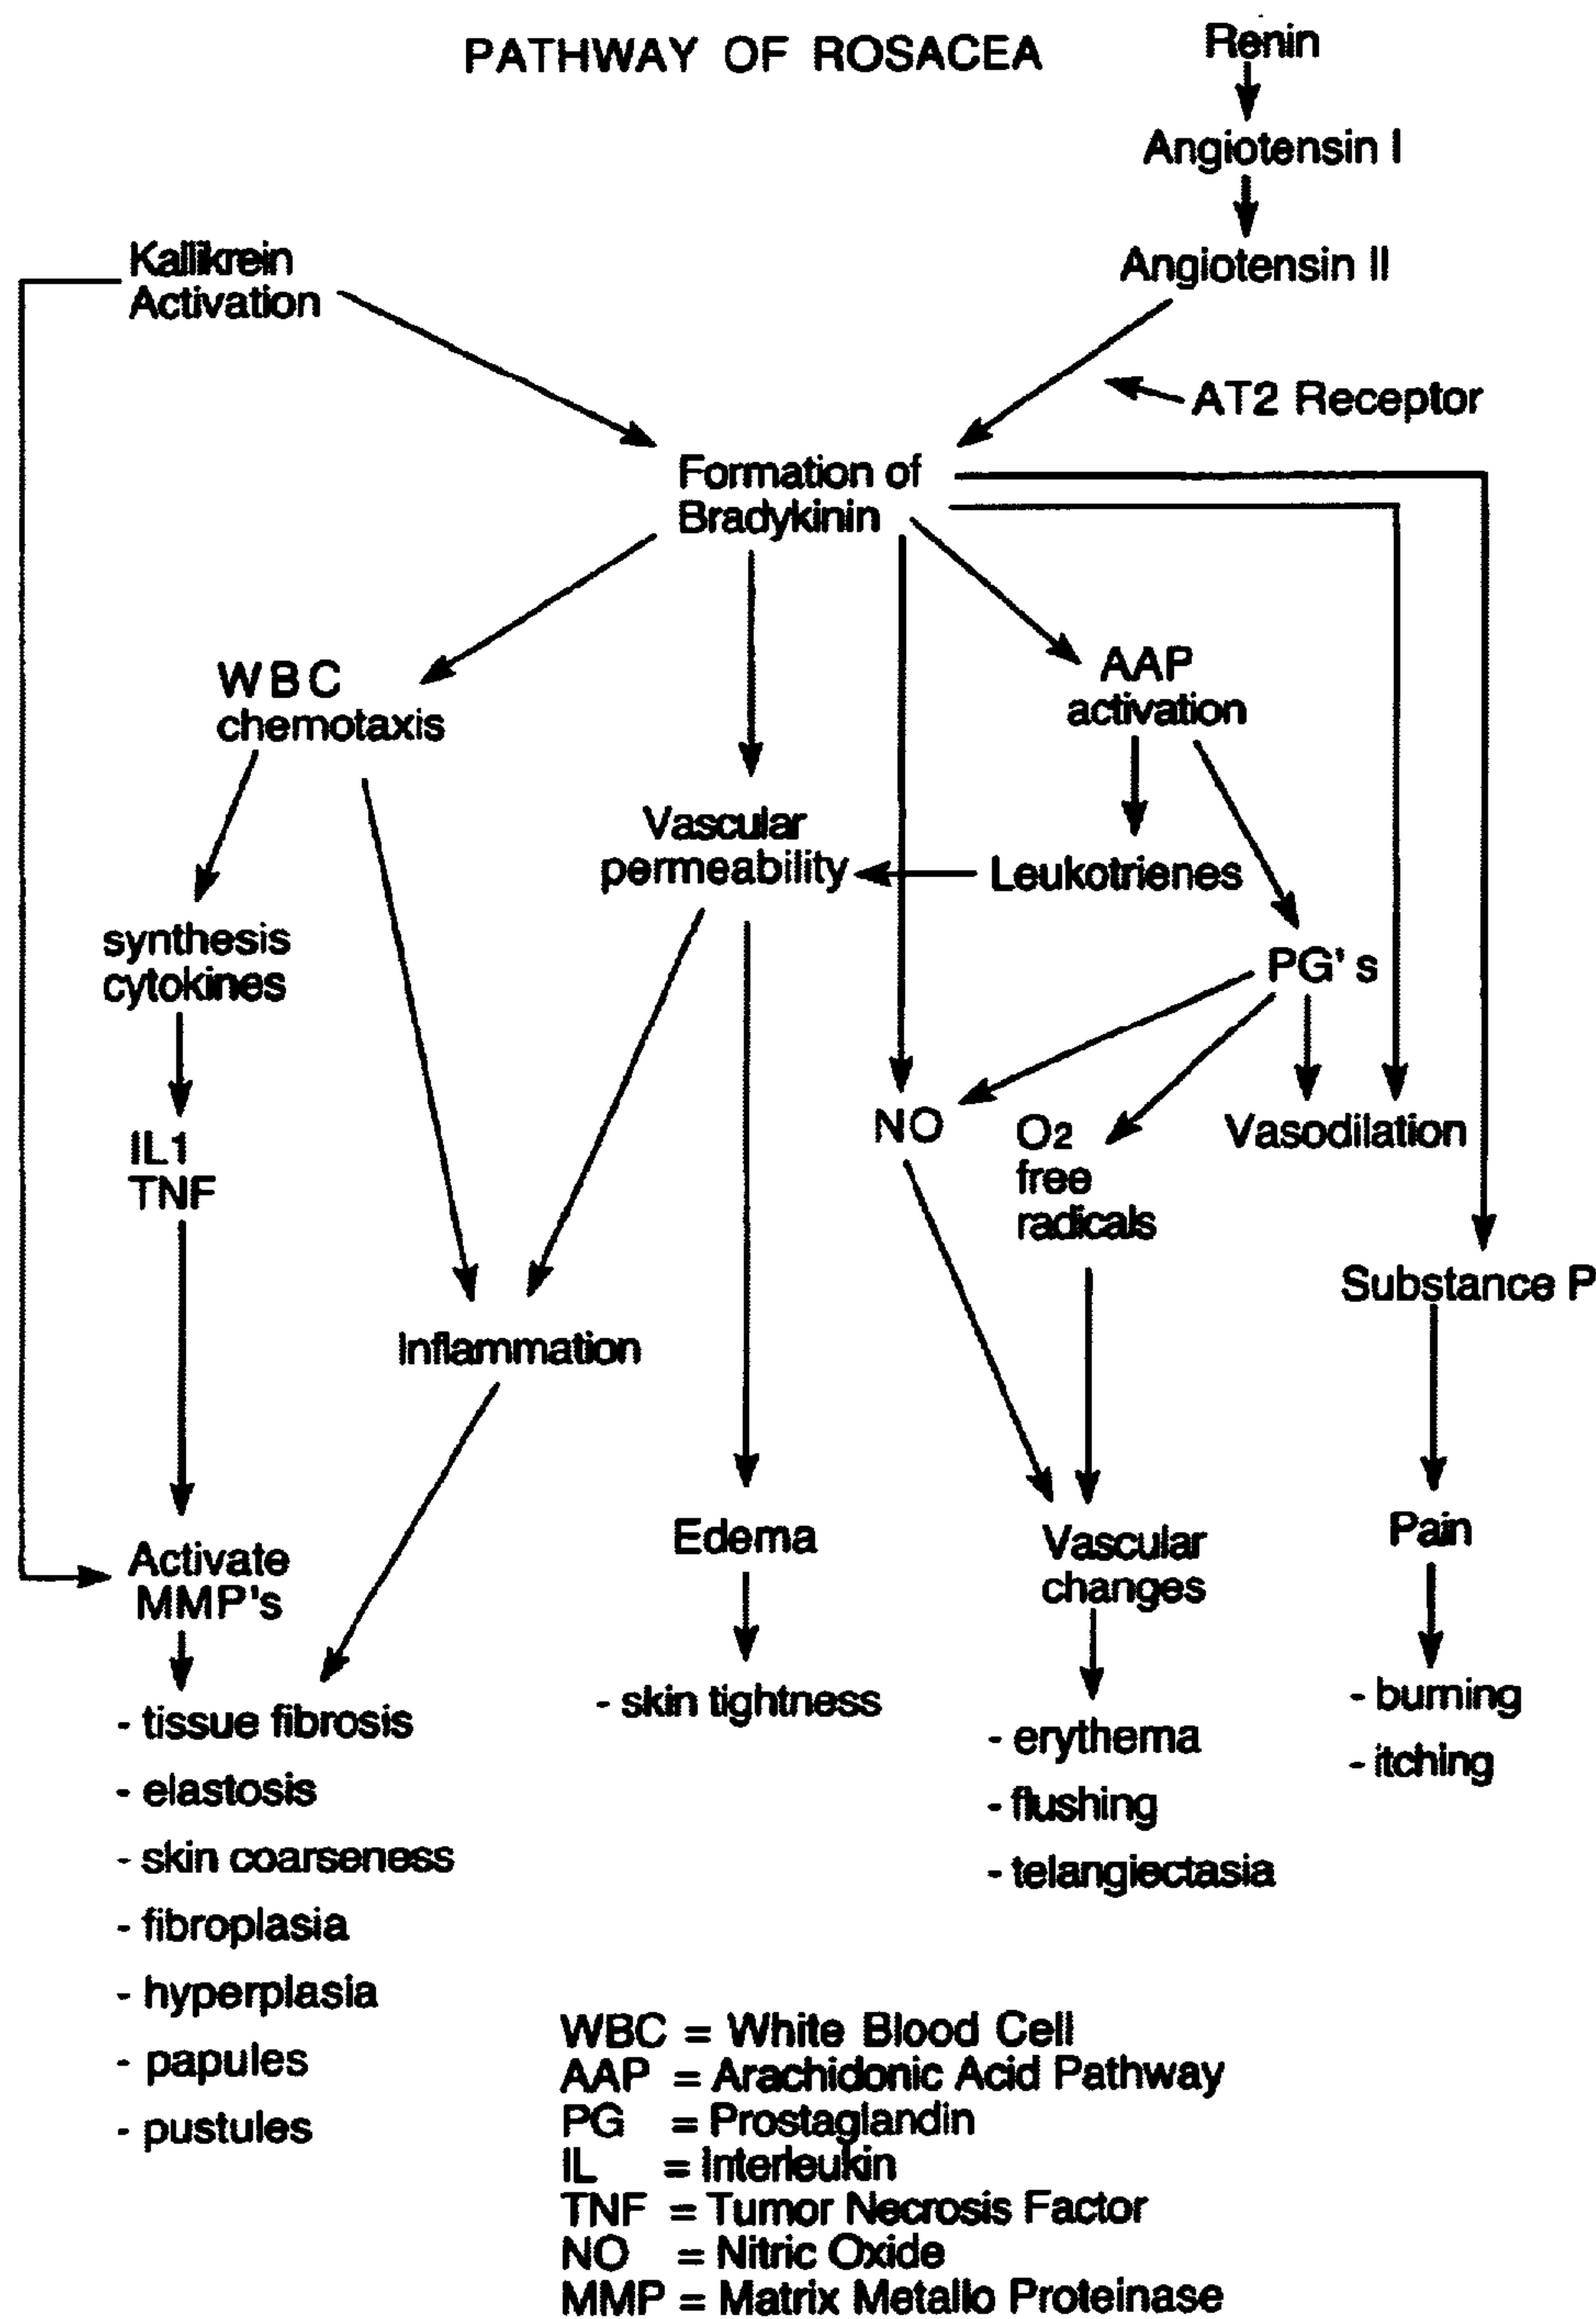 PATHWAY OF ROSACEA
Renin
Angiotensin I
Angiotensin II
Kallikrein
Activation
AT2 Receptor
Formation of
Bradykinin
WBC
chemotaxis
AAP
activation
Vascular
permeability
Leukotrienes
synthesis
cytokines
PG's
NO
O2
free
radicals
Vasodilation
IL1
TNF
Substance P
Inflammation
Activate
MMP's
Edema
Vascular
changes
Pain
- tissue fibrosis
- elastosis
- skin coarseness
- fibroplasia
- hyperplasia
- papules
- pustules
- skin tightness
- erythema
- flushing
- telangiectasia
- burning
- itching
WBC = White Blood Cell
AAP = Arachidonic Acid Pathway
PG = Prostaglandin
IL = Interleukin
TNF = Tumor Necrosis Factor
NO = Nitric Oxide
MMP = Matrix Metallo Proteinase